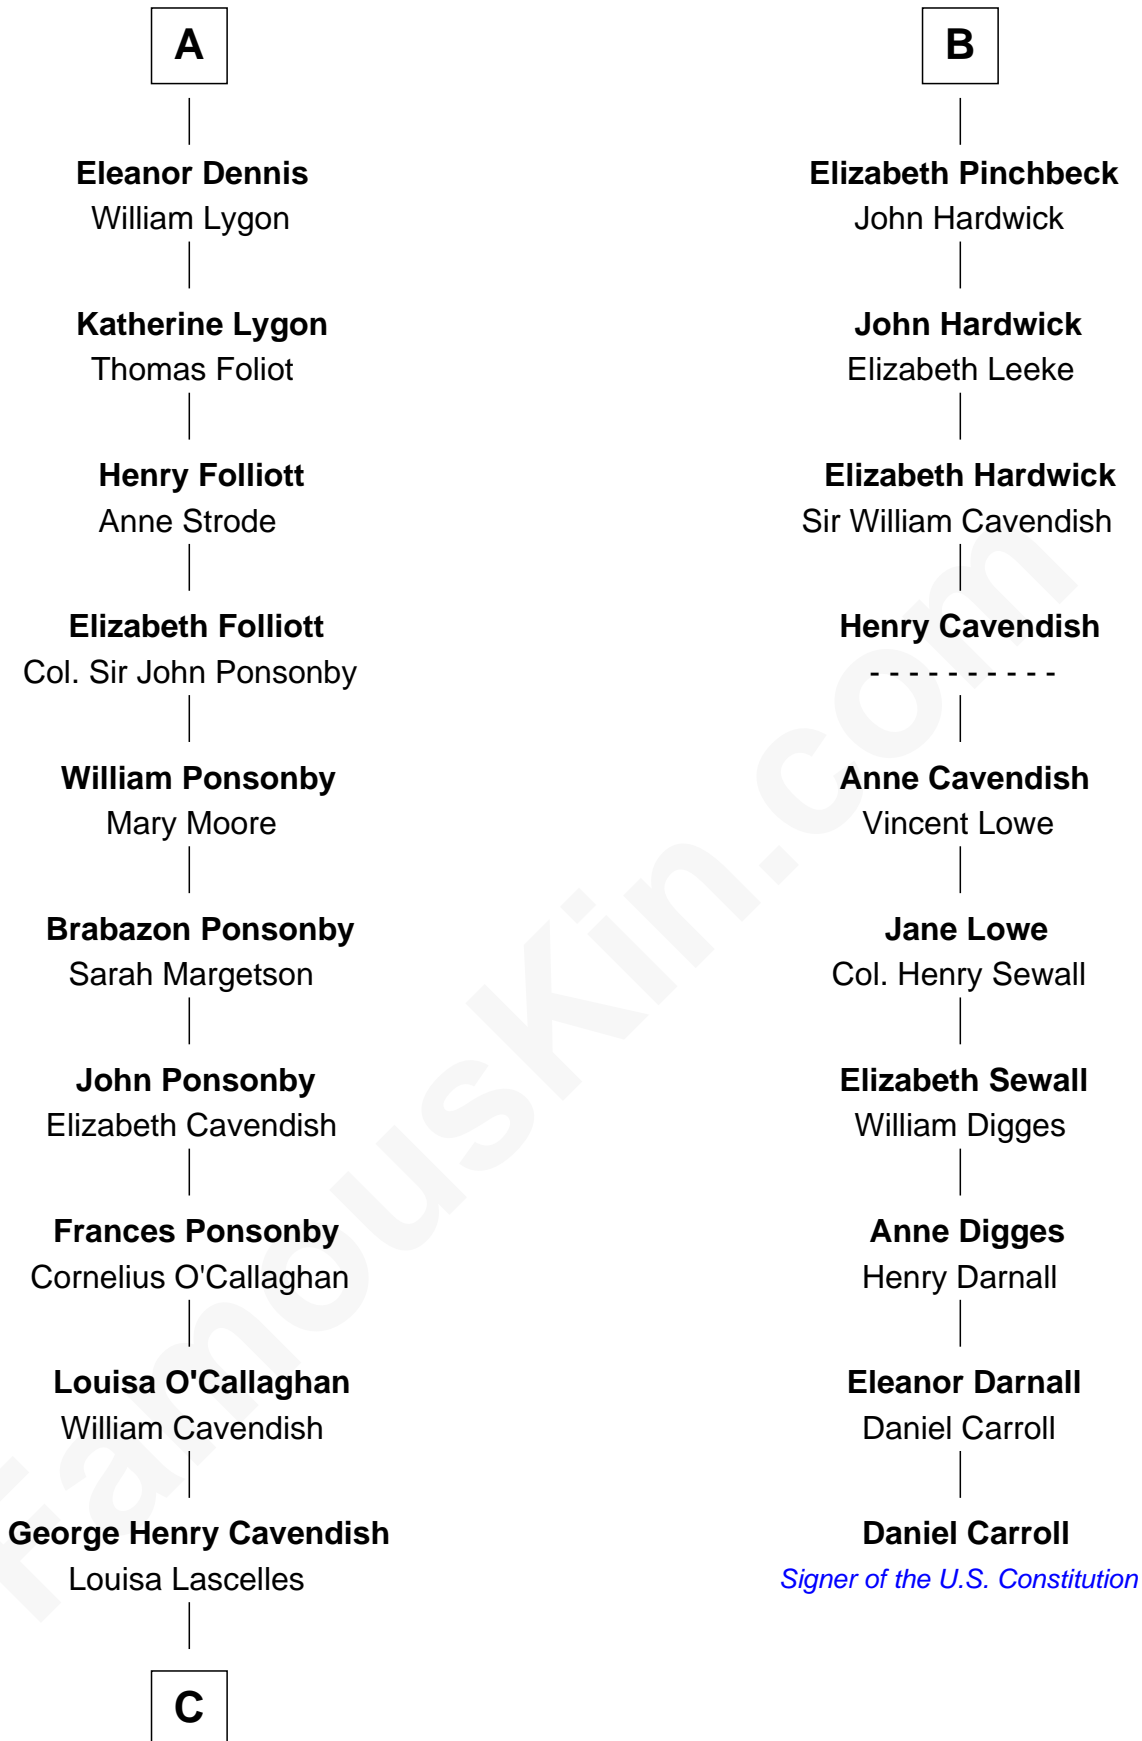 A
Eleanor Dennis
William Lygon
Katherine Lygon
Thomas Foliot
Henry Folliott
Anne Strode
Elizabeth Folliott
Col. Sir John Ponsonby
William Ponsonby
Mary Moore
Brabazon Ponsonby
Sarah Margetson
John Ponsonby
Elizabeth Cavendish
Frances Ponsonby
Cornelius O'Callaghan
Louisa O'Callaghan
William Cavendish
George Henry Cavendish
Louisa Lascelles
C
B
Elizabeth Pinchbeck
John Hardwick
John Hardwick
Elizabeth Leeke
Elizabeth Hardwick
Sir William Cavendish
Henry Cavendish
- - - - - - - - - -
Anne Cavendish
Vincent Lowe
Jane Lowe
Col. Henry Sewall
Elizabeth Sewall
William Digges
Anne Digges
Henry Darnall
Eleanor Darnall
Daniel Carroll
Daniel Carroll
Signer of the U.S. Constitution
FamousKin.com